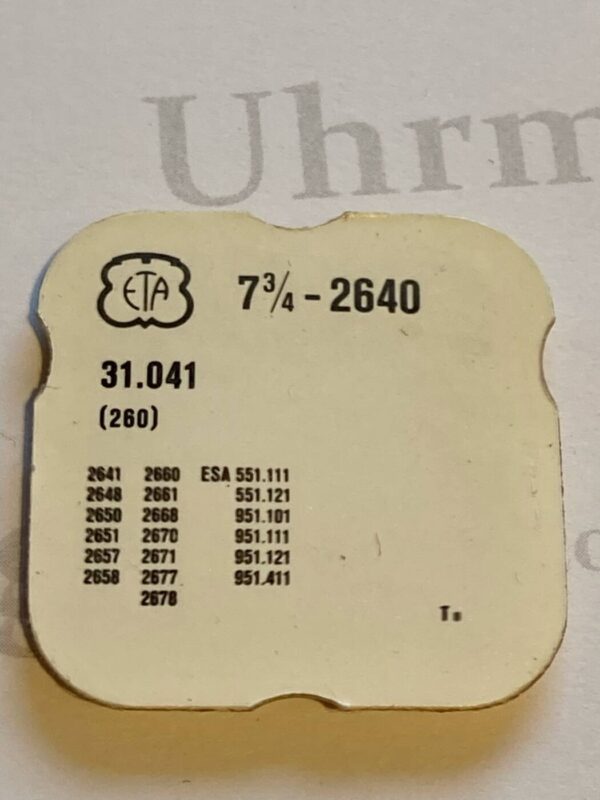 Uhrm
ETA 7¾ - 2640
31.041
(260)
2641 2660 ESA 551.111
2648 2661 551.121
2650 2668 951.101
2651 2670 951.111
2657 2671 951.121
2658 2677 951.411
2678